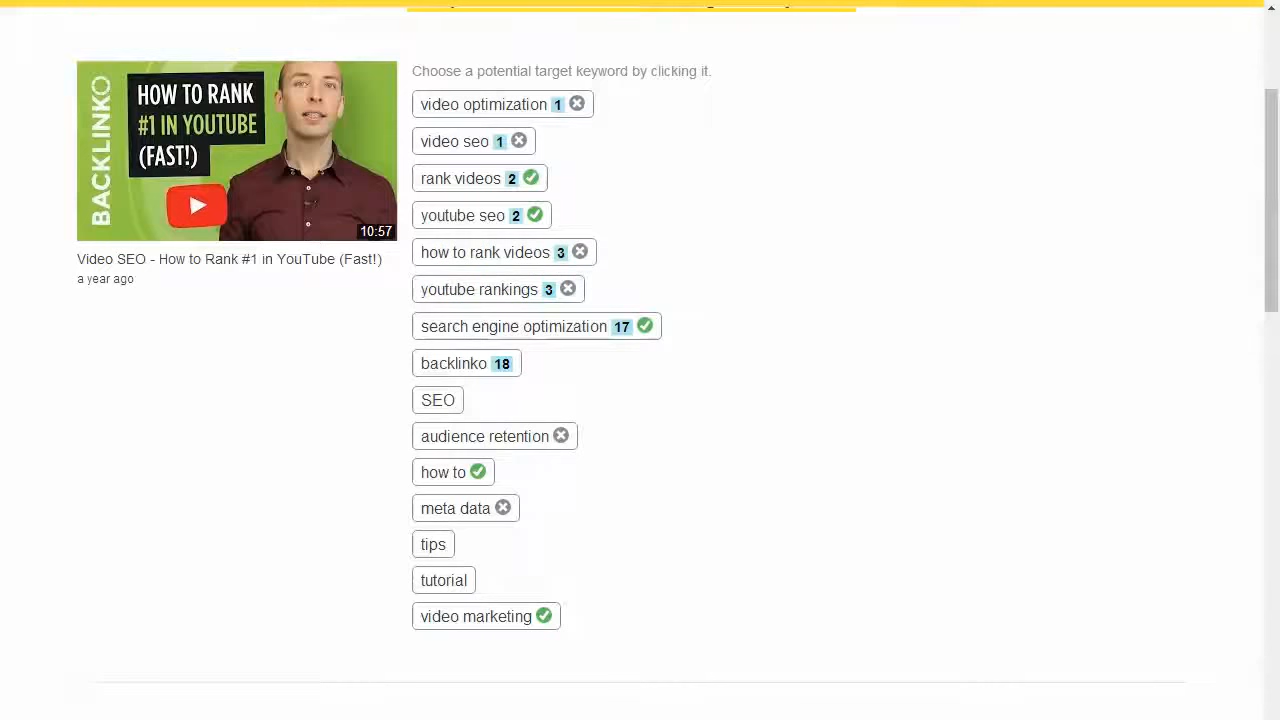 BACKLINKO
HOW TO RANK
#1 IN YOUTUBE
(FAST!)
10:57
Video SEO - How to Rank #1 in YouTube (Fast!)
a year ago
Choose a potential target keyword by clicking it.
video optimization 1
video seo 1
rank videos 2
youtube seo 2
how to rank videos 3
youtube rankings 3
search engine optimization 17
backlinko 18
SEO
audience retention
how to
meta data
tips
tutorial
video marketing